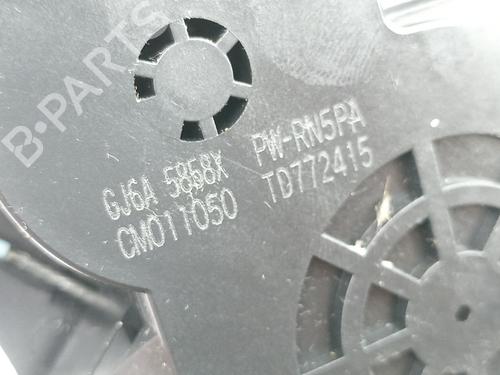 B-PARTS
GJ6A 5858X PW-RN5PA
CM011050 TD772415